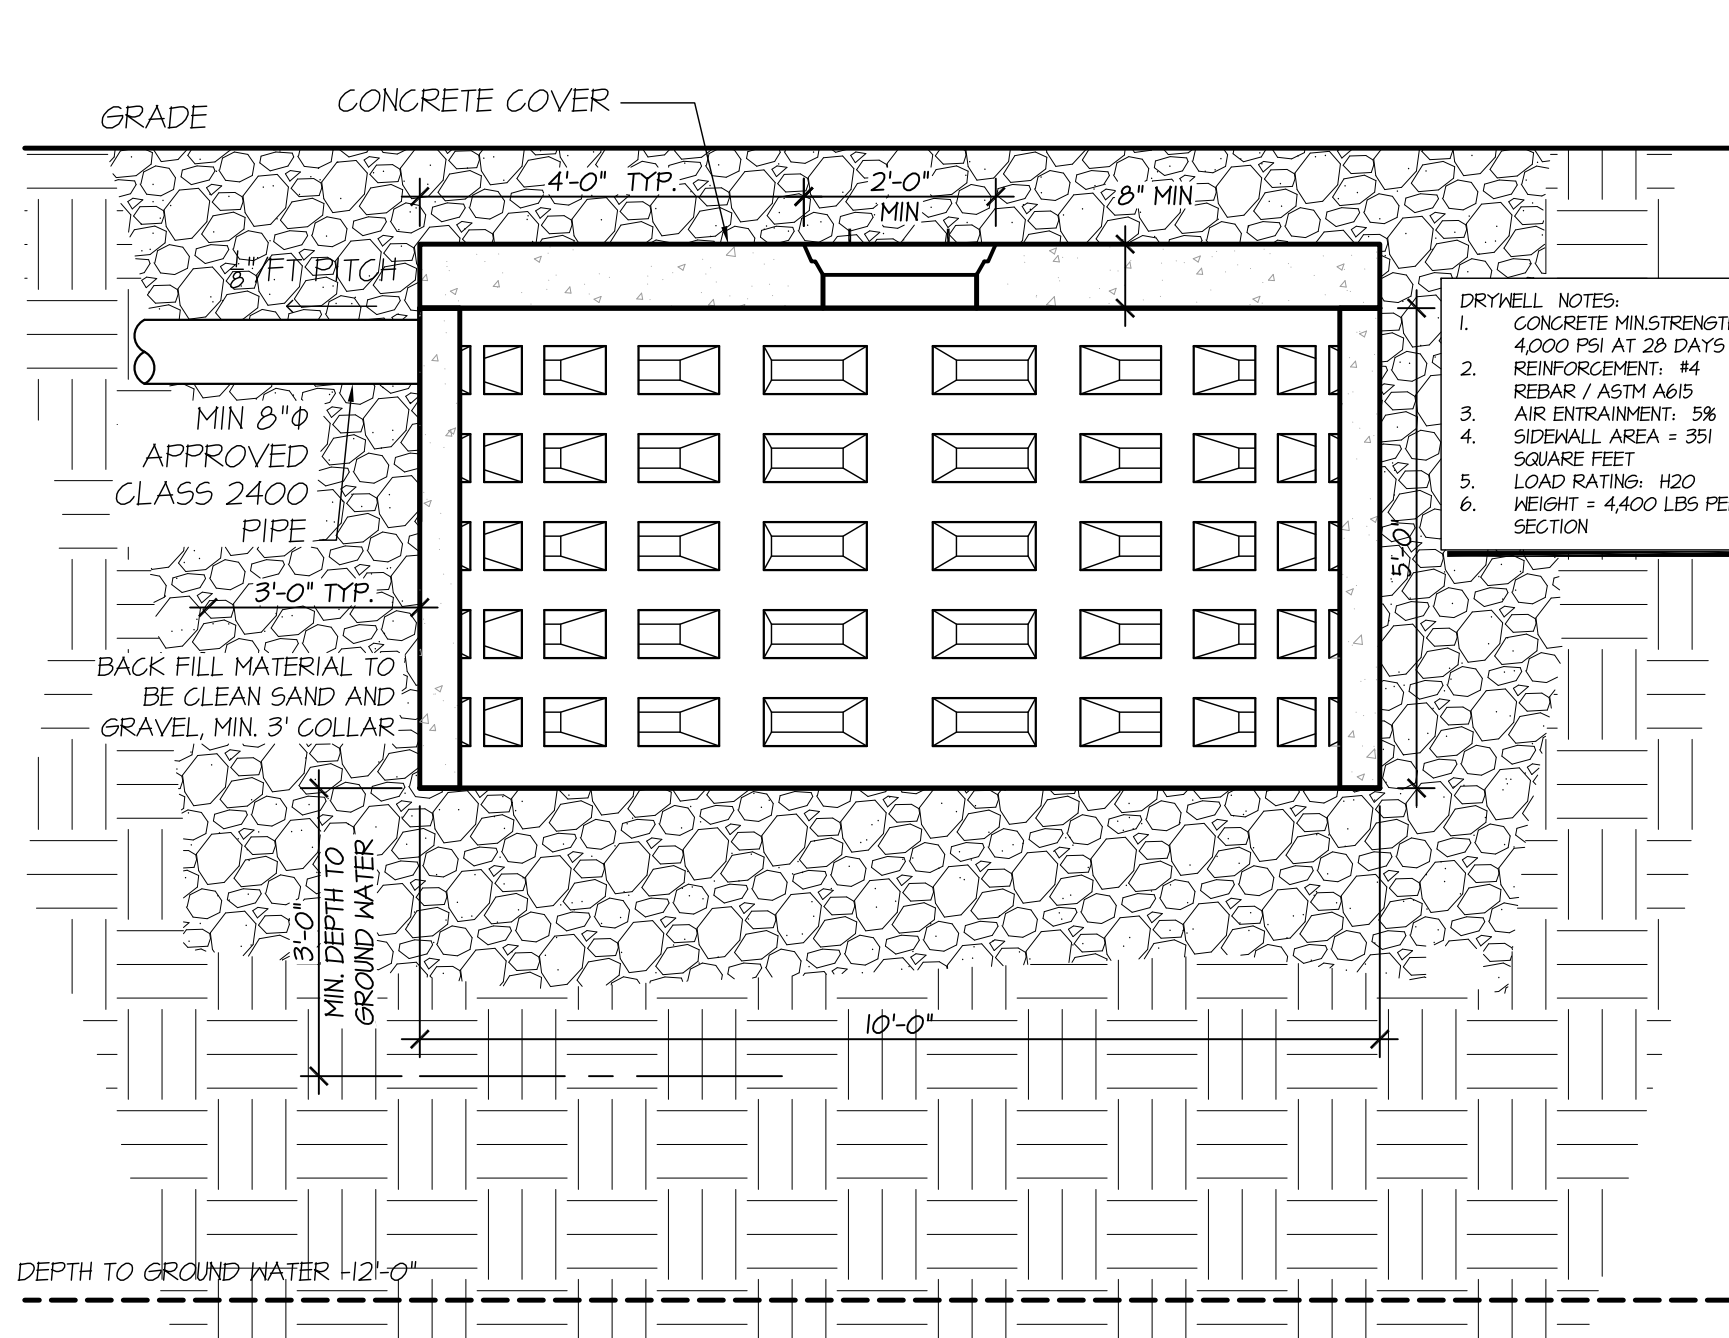 CONCRETE COVER
GRADE
4'-0" TYP.
2'-0"
MIN
8" MIN
1/8"/FT PITCH
MIN 8"Φ
APPROVED
CLASS 2400
PIPE
3'-0" TYP.
BACK FILL MATERIAL TO
BE CLEAN SAND AND
GRAVEL, MIN. 3' COLLAR
3'-0"
MIN. DEPTH TO
GROUND WATER
10'-0"
5'-0"
DRYWELL NOTES:
1. CONCRETE MIN.STRENGT
4,000 PSI AT 28 DAYS
2. REINFORCEMENT: #4
REBAR / ASTM A615
3. AIR ENTRAINMENT: 5%
4. SIDEWALL AREA = 351
SQUARE FEET
5. LOAD RATING: H20
6. WEIGHT = 4,400 LBS PE
SECTION
DEPTH TO GROUND WATER -12'-0"